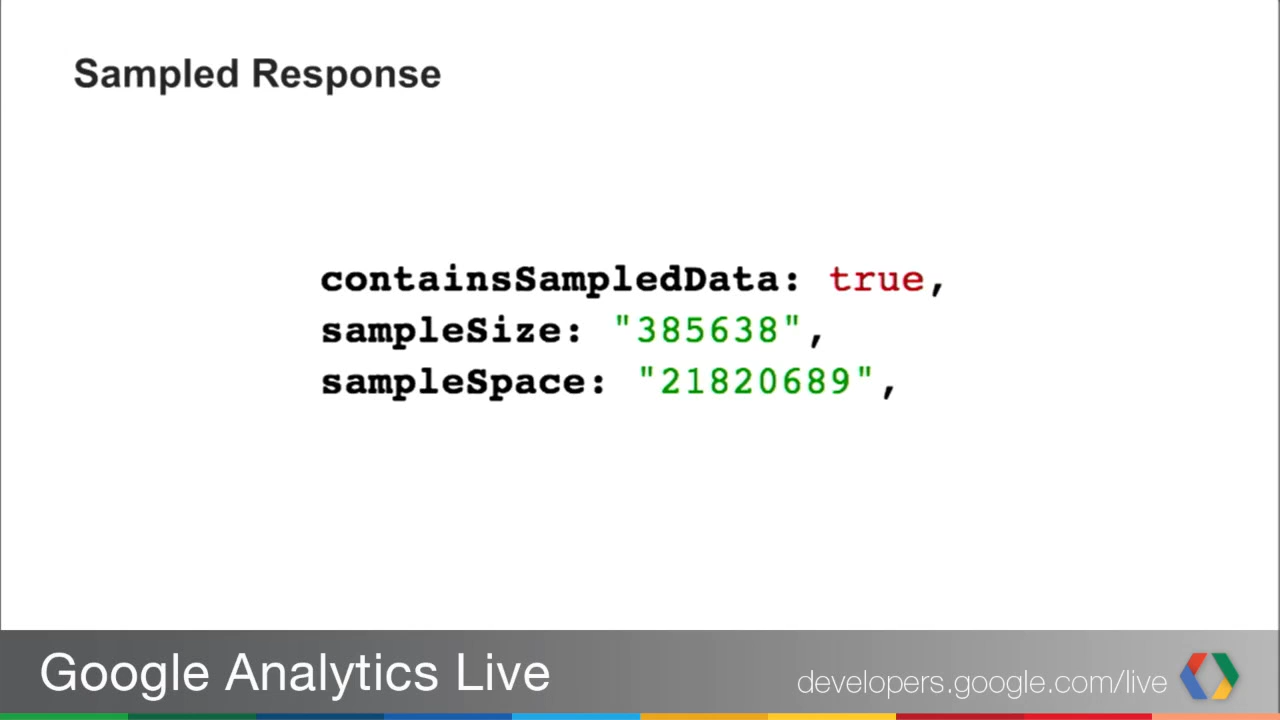 Sampled Response
containsSampledData: true,
sampleSize: "385638",
sampleSpace: "21820689",
Google Analytics Live
developers.google.com/live